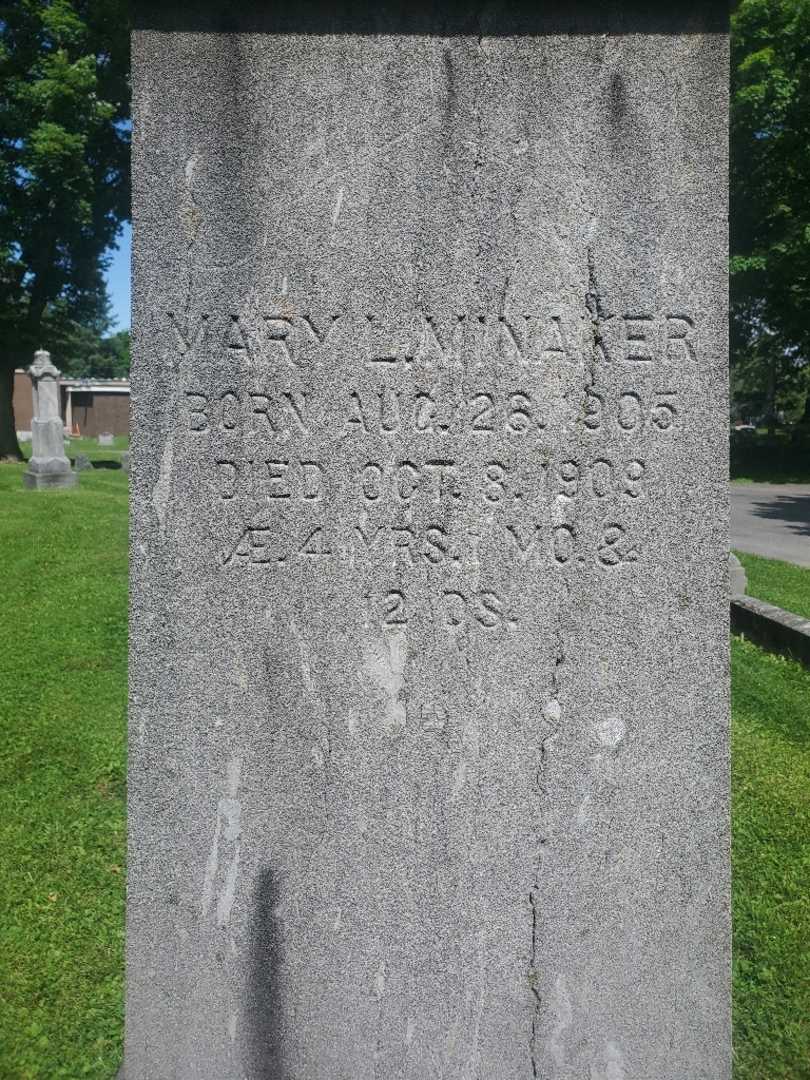 MARY L. MINAKER
BORN AUG. 26. 1905
DIED OCT. 8. 1909
Æ. 4 YRS. 1 MO. &
12 DS.